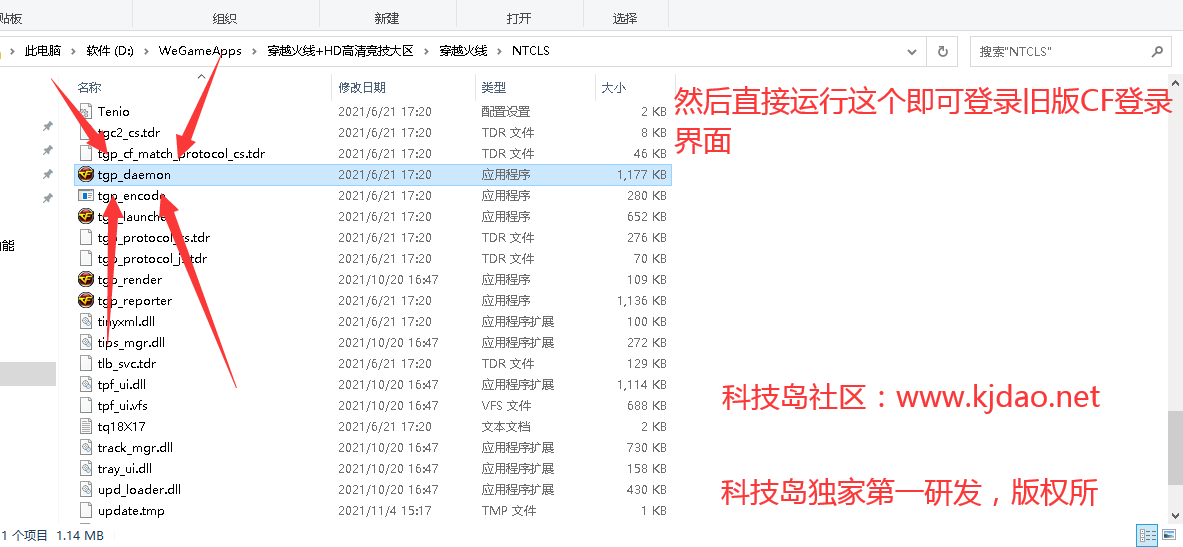 贴板 组织 新建 打开 选择
此电脑 › 软件 (D:) › WeGameApps › 穿越火线+HD高清竞技大区 › 穿越火线 › NTCLS 搜索"NTCLS"
名称 修改日期 类型 大小
Tenio 2021/6/21 17:20 配置设置 2 KB
tgc2_cs.tdr 2021/6/21 17:20 TDR 文件 8 KB
tgp_cf_match_protocol_cs.tdr 2021/6/21 17:20 TDR 文件 46 KB
tgp_daemon 2021/6/21 17:20 应用程序 1,177 KB
tgp_encode 2021/6/21 17:20 应用程序 280 KB
tgp_launcher 2021/6/21 17:20 应用程序 652 KB
tgp_protocol_cs.tdr 2021/6/21 17:20 TDR 文件 276 KB
tgp_protocol_js.tdr 2021/6/21 17:20 TDR 文件 70 KB
tgp_render 2021/10/20 16:47 应用程序 109 KB
tgp_reporter 2021/6/21 17:20 应用程序 1,136 KB
tinyxml.dll 2021/6/21 17:20 应用程序扩展 100 KB
tips_mgr.dll 2021/6/21 17:20 应用程序扩展 272 KB
tlb_svc.tdr 2021/6/21 17:20 TDR 文件 129 KB
tpf_ui.dll 2021/10/20 16:47 应用程序扩展 1,114 KB
tpf_ui.vfs 2021/10/20 16:47 VFS 文件 688 KB
tq18X17 2021/6/21 17:20 文本文档 2 KB
track_mgr.dll 2021/10/20 16:47 应用程序扩展 730 KB
tray_ui.dll 2021/10/20 16:47 应用程序扩展 158 KB
upd_loader.dll 2021/10/20 16:47 应用程序扩展 430 KB
update.tmp 2021/11/4 15:17 TMP 文件 1 KB
然后直接运行这个即可登录旧版CF登录
界面
科技岛社区：www.kjdao.net
科技岛独家第一研发，版权所
能
1 个项目 1.14 MB